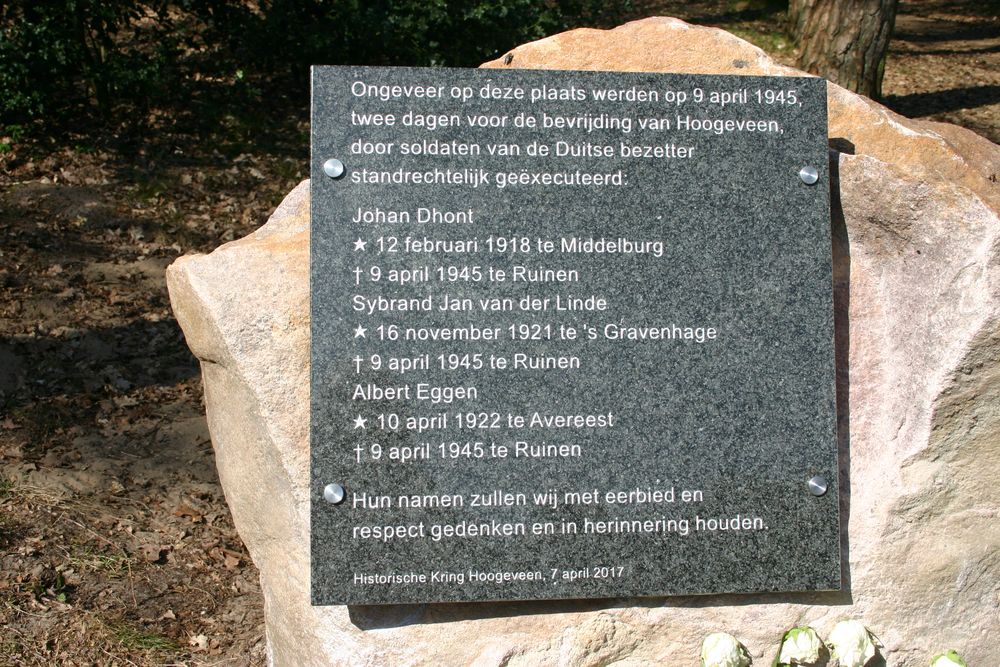 Ongeveer op deze plaats werden op 9 april 1945,
twee dagen voor de bevrijding van Hoogeveen,
door soldaten van de Duitse bezetter
standrechtelijk geëxecuteerd:
Johan Dhont
★ 12 februari 1918 te Middelburg
† 9 april 1945 te Ruinen
Sybrand Jan van der Linde
★ 16 november 1921 te 's Gravenhage
† 9 april 1945 te Ruinen
Albert Eggen
★ 10 april 1922 te Avereest
† 9 april 1945 te Ruinen
Hun namen zullen wij met eerbied en
respect gedenken en in herinnering houden.
Historische Kring Hoogeveen, 7 april 2017